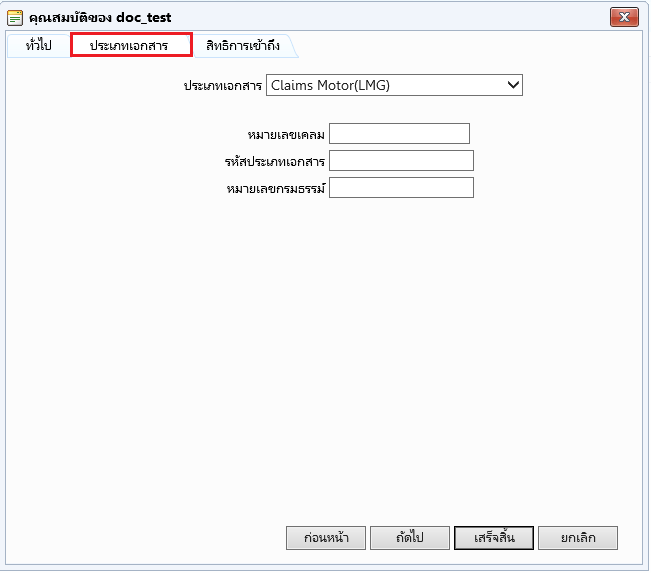 คุณสมบัติของ doc_test
ทั่วไป ประเภทเอกสาร สิทธิการเข้าถึง
ประเภทเอกสาร Claims Motor(LMG)
หมายเลขเคลม
รหัสประเภทเอกสาร
หมายเลขกรมธรรม์
ก่อนหน้า ถัดไป เสร็จสิ้น ยกเลิก